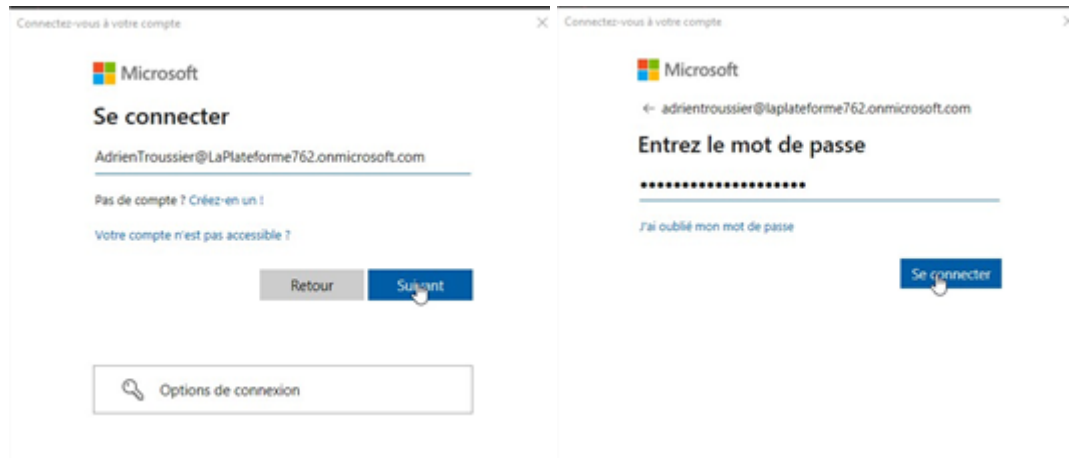 Connectez-vous à votre compte
Microsoft
Se connecter
AdrienTroussier@LaPlateforme762.onmicrosoft.com
Pas de compte ? Créez-en un !
Votre compte n'est pas accessible ?
Retour
Suivant
Options de connexion
Connectez-vous à votre compte
Microsoft
← adrientroussier@laplateforme762.onmicrosoft.com
Entrez le mot de passe
••••••••••••••••••••
J'ai oublié mon mot de passe
Se connecter